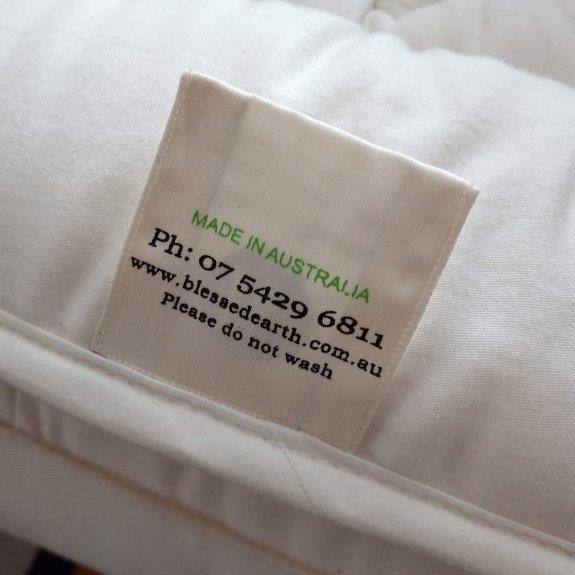 MADE IN AUSTRALIA
Ph: 07 5429 6811
www.blessedearth.com.au
Please do not wash